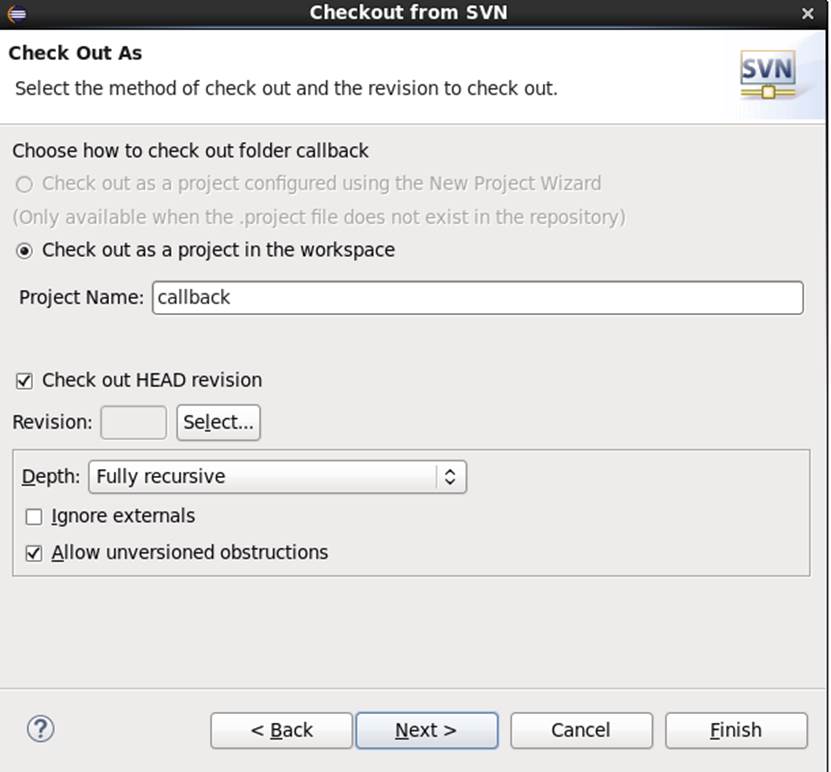 Checkout from SVN
Check Out As
Select the method of check out and the revision to check out.
SVN
Choose how to check out folder callback
Check out as a project configured using the New Project Wizard
(Only available when the .project file does not exist in the repository)
Check out as a project in the workspace
Project Name: callback
Check out HEAD revision
Revision: Select...
Depth: Fully recursive
Ignore externals
Allow unversioned obstructions
? < Back Next > Cancel Finish